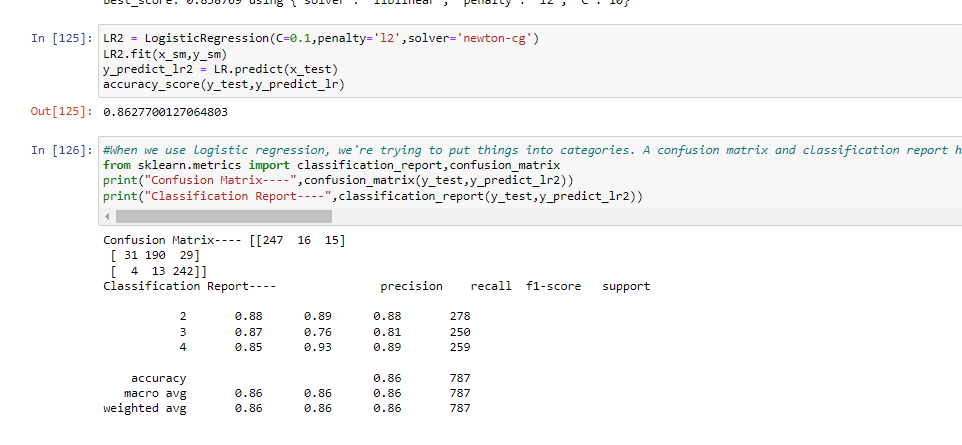 Best_score: 0.858769 using {'solver': 'liblinear', 'penalty': 'l2', 'C': 10}
In [125]: LR2 = LogisticRegression(C=0.1,penalty='l2',solver='newton-cg')
LR2.fit(x_sm,y_sm)
y_predict_lr2 = LR.predict(x_test)
accuracy_score(y_test,y_predict_lr)
Out[125]: 0.8627700127064803
In [126]: #When we use logistic regression, we're trying to put things into categories. A confusion matrix and classification report h
from sklearn.metrics import classification_report,confusion_matrix
print("Confusion Matrix----",confusion_matrix(y_test,y_predict_lr2))
print("Classification Report----",classification_report(y_test,y_predict_lr2))
Confusion Matrix---- [[247  16  15]
 [ 31 190  29]
 [  4  13 242]]
Classification Report----               precision    recall  f1-score   support
           2       0.88      0.89      0.88       278
           3       0.87      0.76      0.81       250
           4       0.85      0.93      0.89       259
    accuracy                           0.86       787
   macro avg       0.86      0.86      0.86       787
weighted avg       0.86      0.86      0.86       787